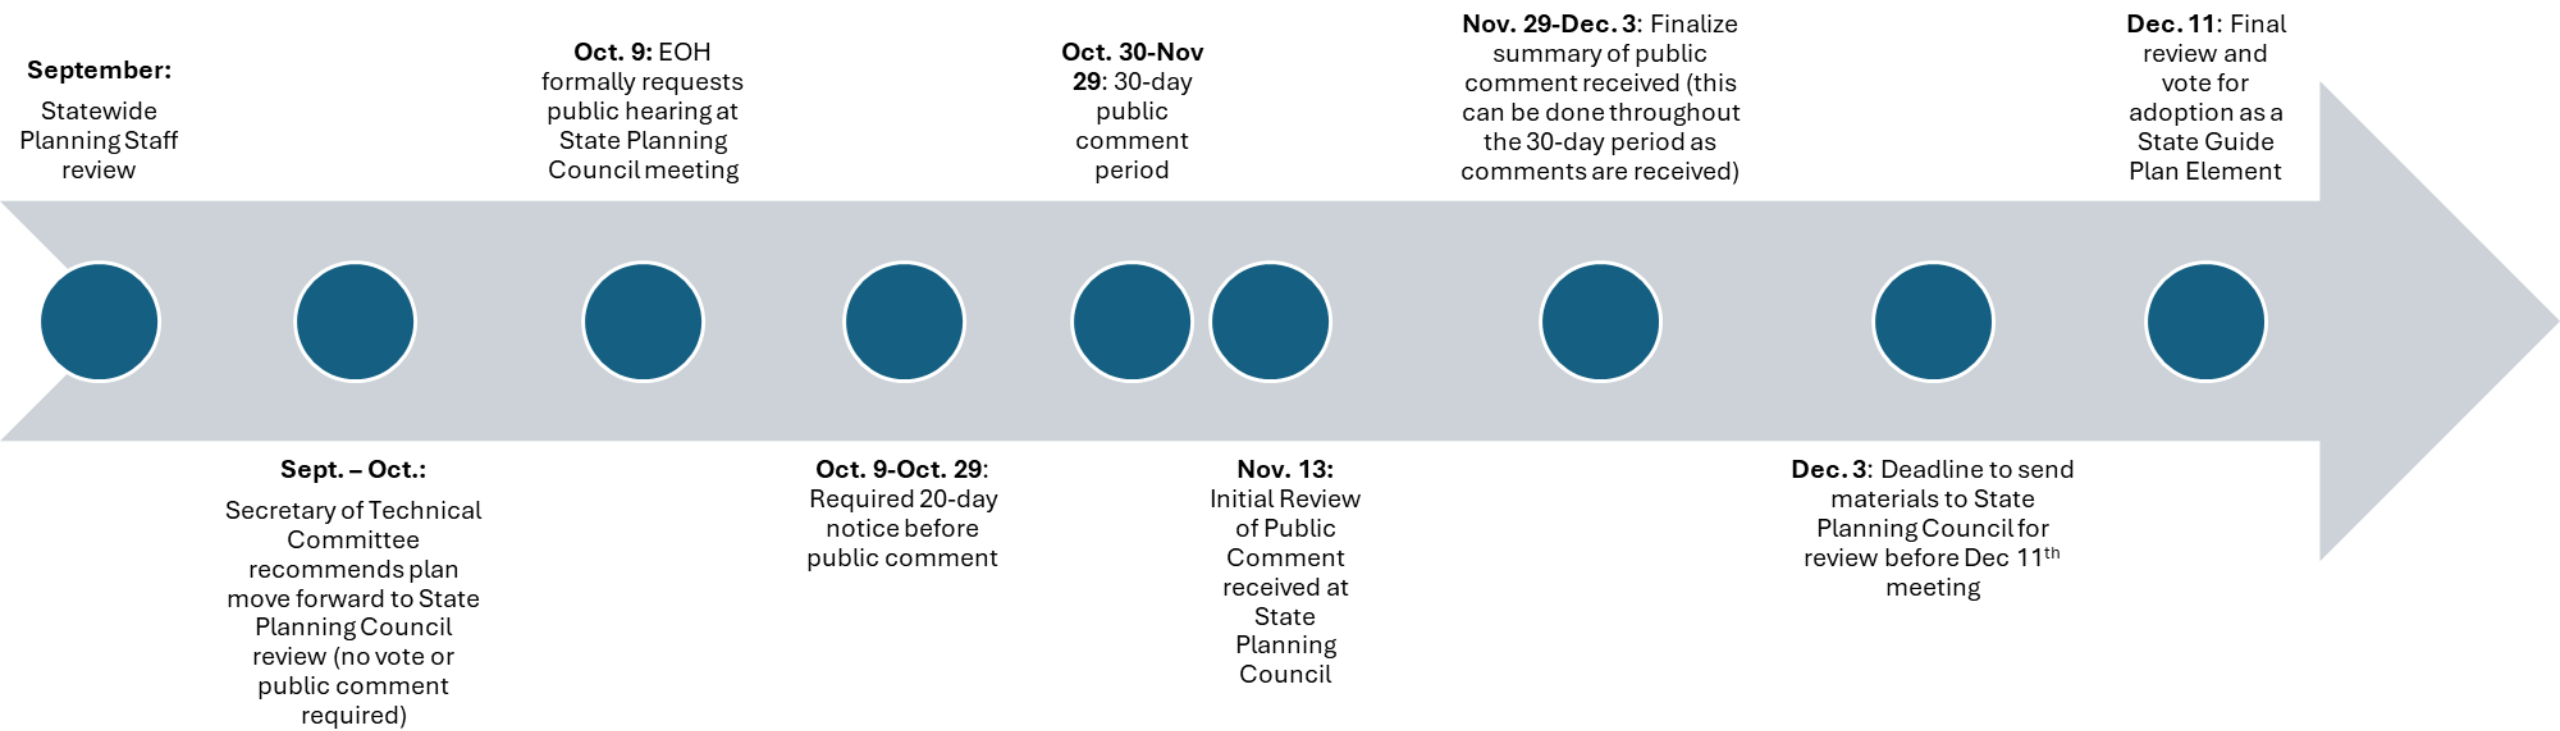 September:
Statewide
Planning Staff
review
Sept. – Oct.:
Secretary of Technical
Committee
recommends plan
move forward to State
Planning Council
review (no vote or
public comment
required)
Oct. 9: EOH
formally requests
public hearing at
State Planning
Council meeting
Oct. 9-Oct. 29:
Required 20-day
notice before
public comment
Oct. 30-Nov
29: 30-day
public
comment
period
Nov. 13:
Initial Review
of Public
Comment
received at
State
Planning
Council
Nov. 29-Dec. 3: Finalize
summary of public
comment received (this
can be done throughout
the 30-day period as
comments are received)
Dec. 3: Deadline to send
materials to State
Planning Council for
review before Dec 11th
meeting
Dec. 11: Final
review and
vote for
adoption as a
State Guide
Plan Element